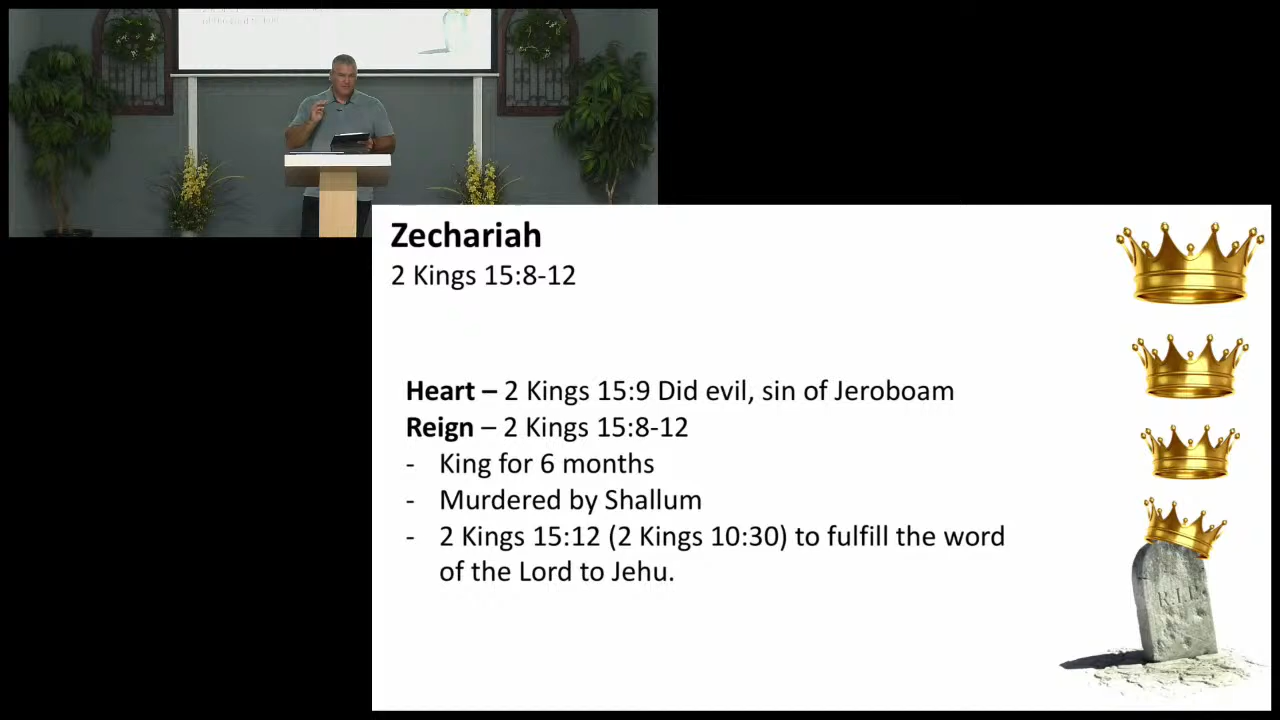 Zechariah
2 Kings 15:8-12
Heart – 2 Kings 15:9 Did evil, sin of Jeroboam
Reign – 2 Kings 15:8-12
- King for 6 months
- Murdered by Shallum
- 2 Kings 15:12 (2 Kings 10:30) to fulfill the word
of the Lord to Jehu.
R.I.P